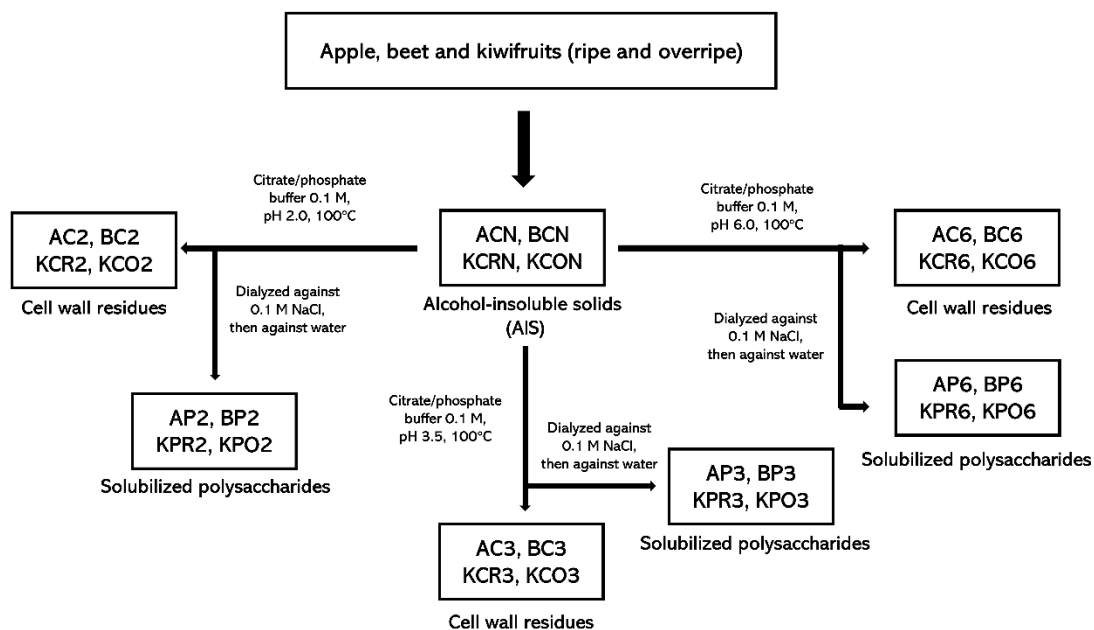 Apple, beet and kiwifruits (ripe and overripe)
Citrate/phosphate
buffer 0.1 M,
pH 2.0, 100°C
Citrate/phosphate
buffer 0.1 M,
pH 6.0, 100°C
AC2, BC2
KCR2, KCO2
Cell wall residues
ACN, BCN
KCRN, KCON
Alcohol-insoluble solids
(AIS)
AC6, BC6
KCR6, KCO6
Cell wall residues
Dialyzed against
0.1 M NaCl,
then against water
Dialyzed against
0.1 M NaCl,
then against water
AP2, BP2
KPR2, KPO2
Solubilized polysaccharides
Citrate/phosphate
buffer 0.1 M,
pH 3.5, 100°C
AP6, BP6
KPR6, KPO6
Solubilized polysaccharides
Dialyzed against
0.1 M NaCl,
then against water
AP3, BP3
KPR3, KPO3
Solubilized polysaccharides
AC3, BC3
KCR3, KCO3
Cell wall residues